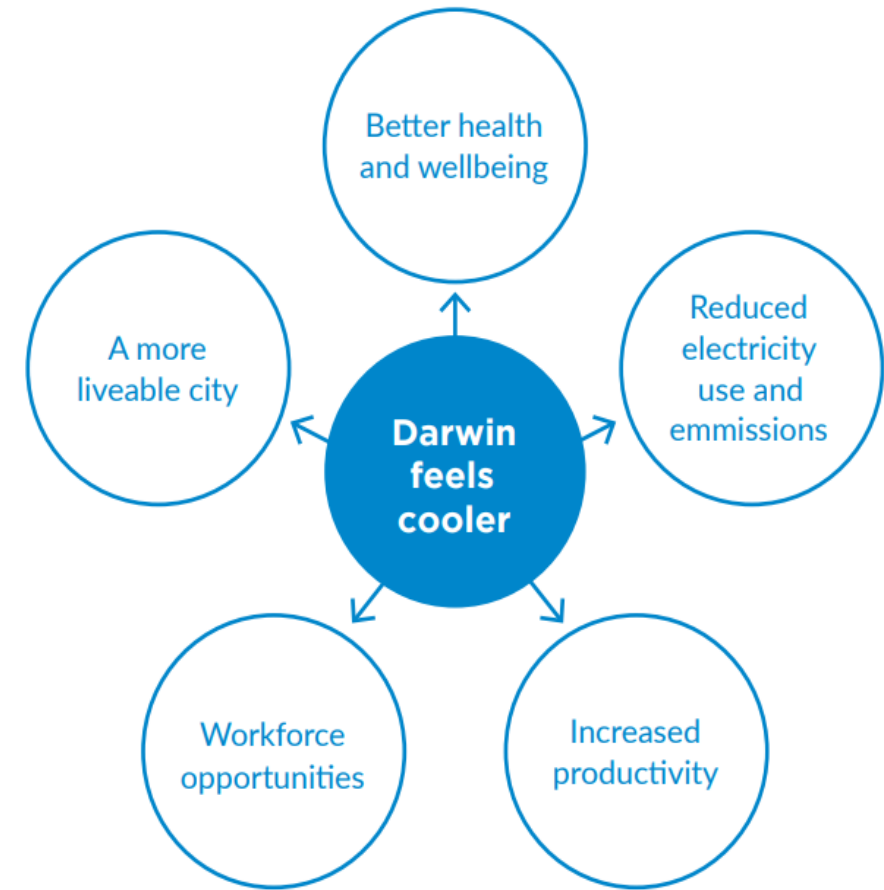 Better health
and wellbeing
Reduced
electricity
use and
emmissions
A more
liveable city
Darwin
feels
cooler
Workforce
opportunities
Increased
productivity